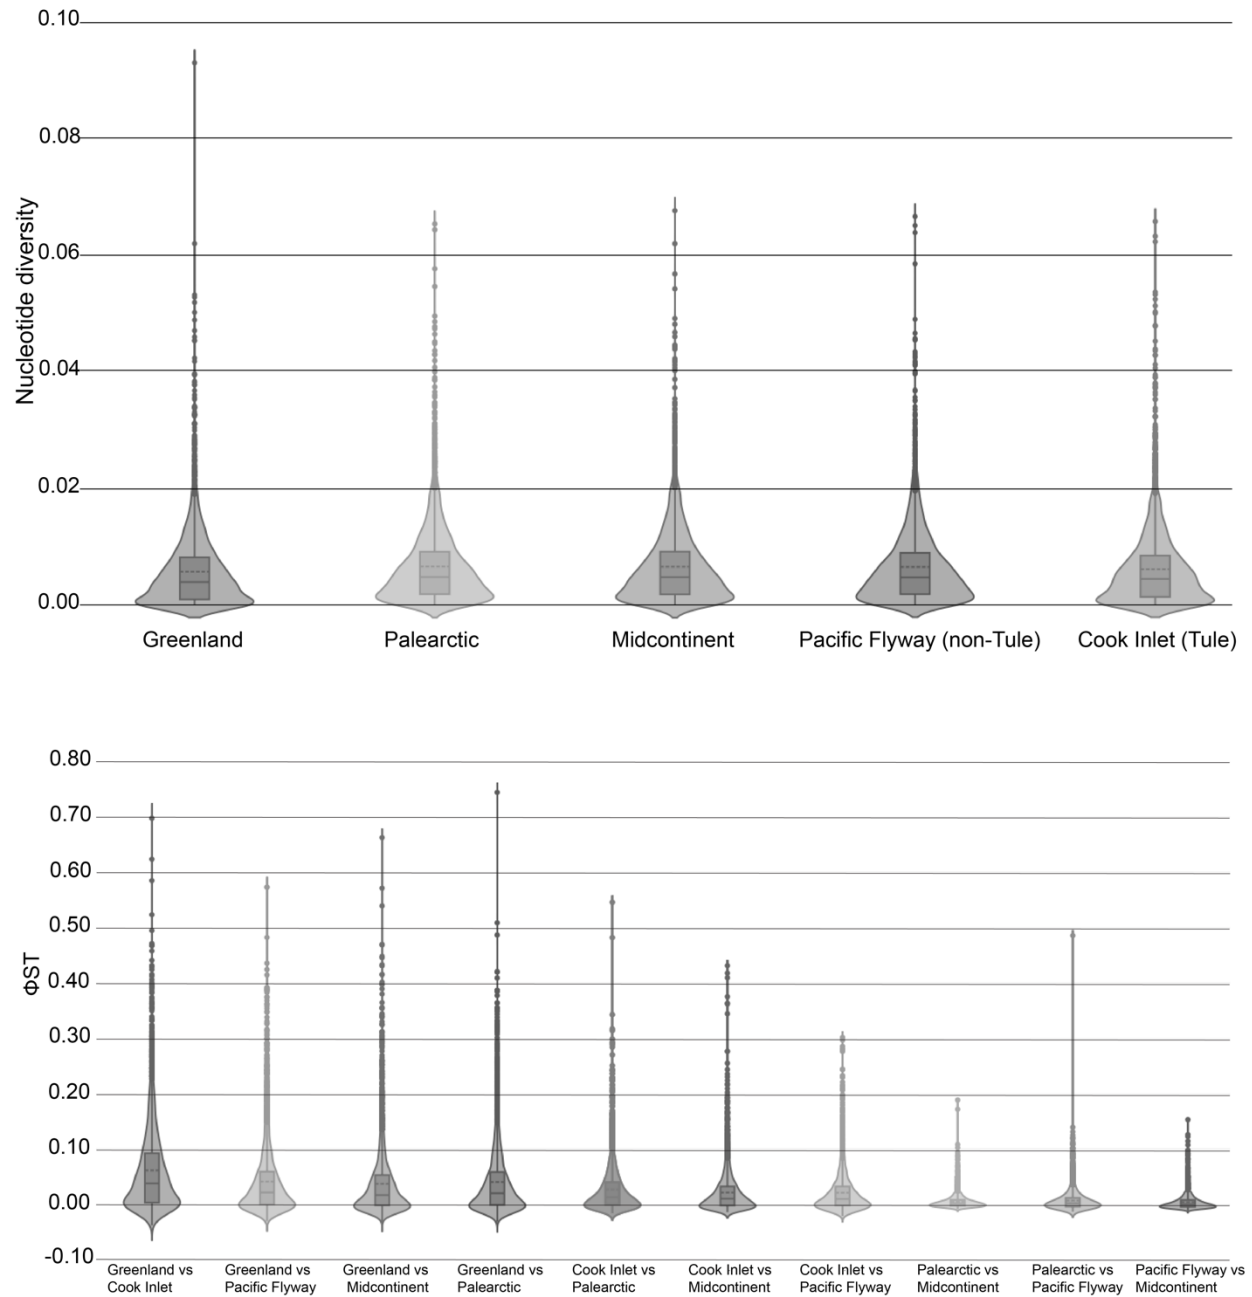 0.10
0.08
0.06
0.04
0.02
0.00
Nucleotide diversity
Greenland
Palearctic
Midcontinent
Pacific Flyway (non-Tule)
Cook Inlet (Tule)
0.80
0.70
0.60
0.50
0.40
0.30
0.20
0.10
0.00
-0.10
ΦST
Greenland vs
Cook Inlet
Greenland vs
Pacific Flyway
Greenland vs
Midcontinent
Greenland vs
Palearctic
Cook Inlet vs
Palearctic
Cook Inlet vs
Midcontinent
Cook Inlet vs
Pacific Flyway
Palearctic vs
Midcontinent
Palearctic vs
Pacific Flyway
Pacific Flyway vs
Midcontinent